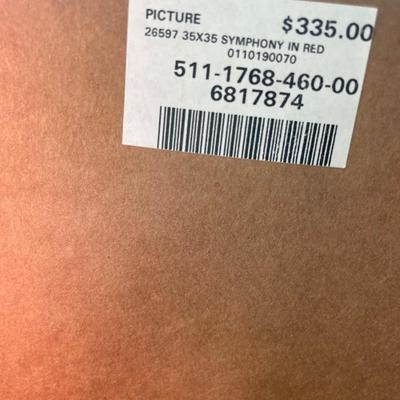 PICTURE $335.00
26597 35X35 SYMPHONY IN RED
0110190070
511-1768-460-00
6817874